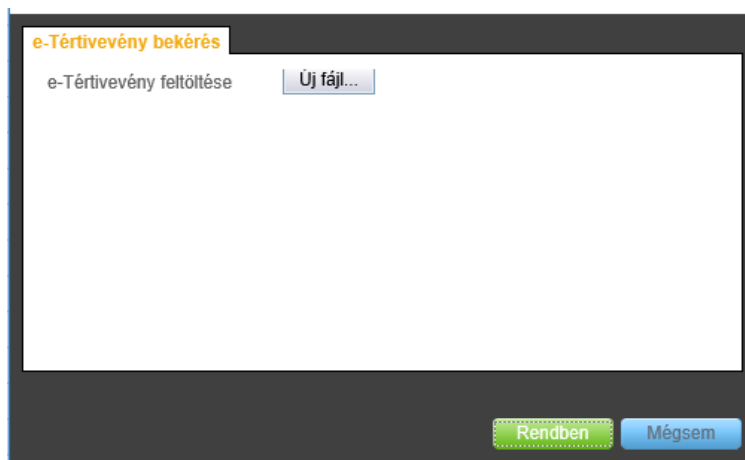 e-Tértivevény bekérés
e-Tértivevény feltöltése Új fájl...
Rendben Mégsem